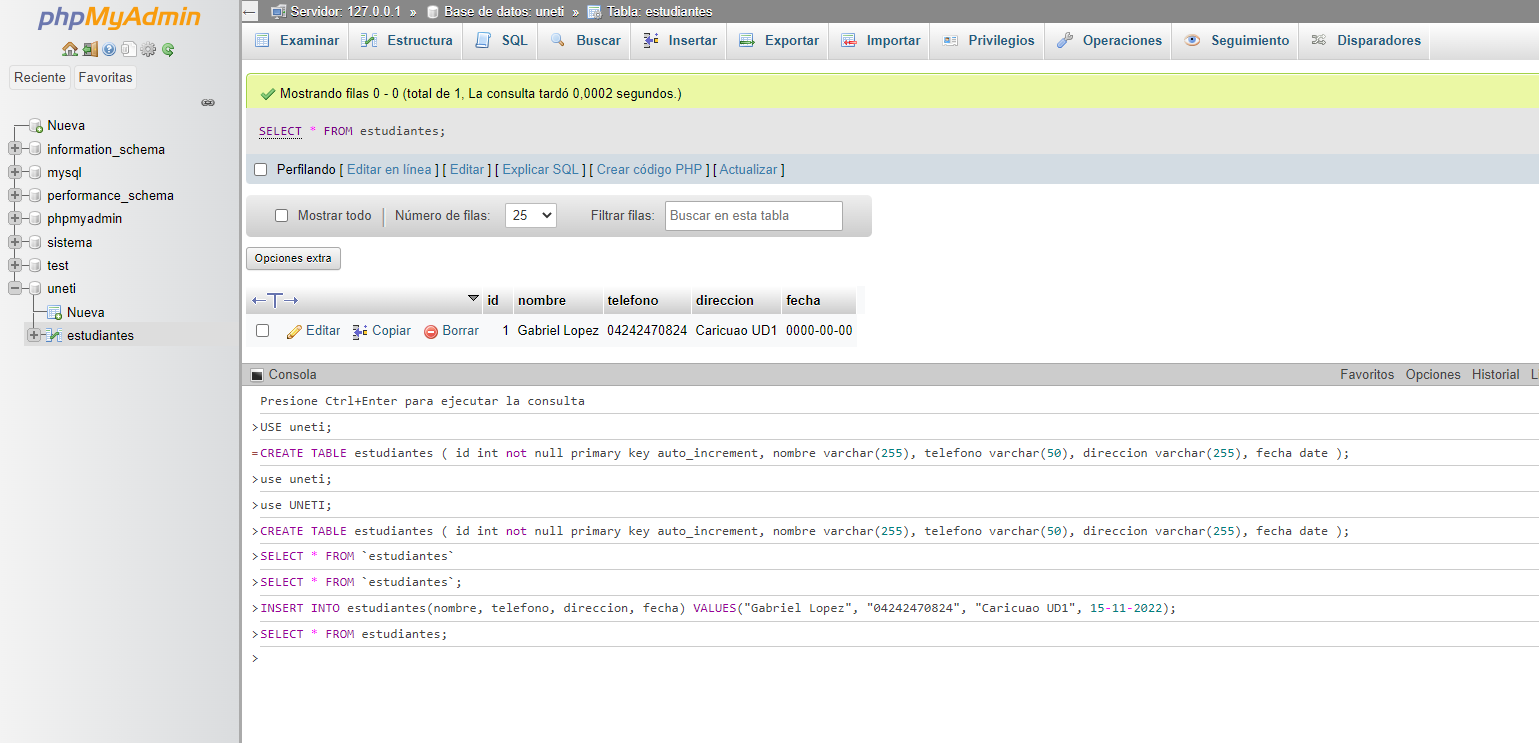 phpMyAdmin
Reciente Favoritas
Nueva
information_schema
mysql
performance_schema
phpmyadmin
sistema
test
uneti
Nueva
estudiantes
Servidor: 127.0.0.1 » Base de datos: uneti » Tabla: estudiantes
Examinar Estructura SQL Buscar Insertar Exportar Importar Privilegios Operaciones Seguimiento Disparadores
Mostrando filas 0 - 0 (total de 1, La consulta tardó 0,0002 segundos.)
SELECT * FROM estudiantes;
Perfilando [ Editar en línea ] [ Editar ] [ Explicar SQL ] [ Crear código PHP ] [ Actualizar ]
Mostrar todo | Número de filas: 25 Filtrar filas: Buscar en esta tabla
Opciones extra
←T→ id nombre telefono direccion fecha
Editar Copiar Borrar 1 Gabriel Lopez 04242470824 Caricuao UD1 0000-00-00
Consola Favoritos Opciones Historial
Presione Ctrl+Enter para ejecutar la consulta
>USE uneti;
=CREATE TABLE estudiantes ( id int not null primary key auto_increment, nombre varchar(255), telefono varchar(50), direccion varchar(255), fecha date );
>use uneti;
>use UNETI;
>CREATE TABLE estudiantes ( id int not null primary key auto_increment, nombre varchar(255), telefono varchar(50), direccion varchar(255), fecha date );
>SELECT * FROM `estudiantes`
>SELECT * FROM `estudiantes`;
>INSERT INTO estudiantes(nombre, telefono, direccion, fecha) VALUES("Gabriel Lopez", "04242470824", "Caricuao UD1", 15-11-2022);
>SELECT * FROM estudiantes;
>